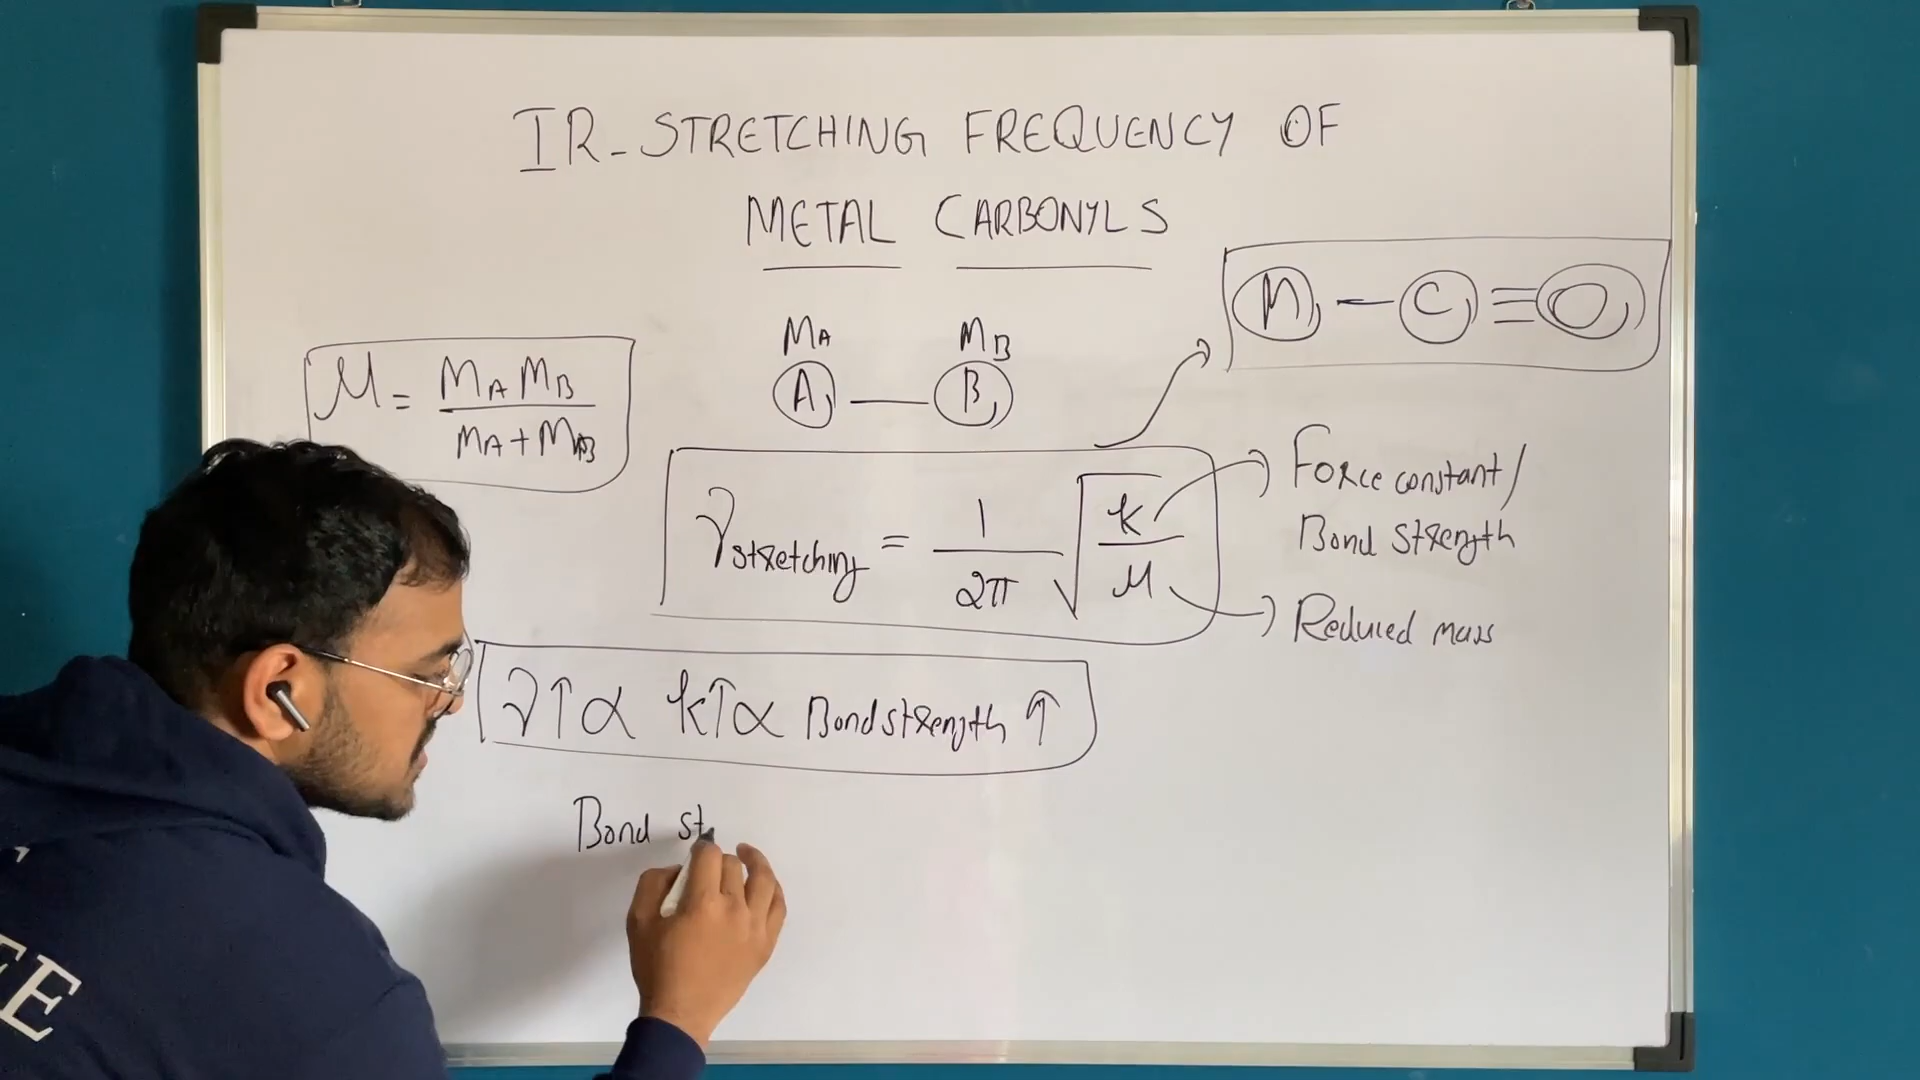 IR-STRETCHING FREQUENCY OF
METAL CARBONYLS
M — C ≡ O
MA MB
A — B
μ = MA MB / MA + MB
ν stretching = 1/2π √k/μ
Force constant/
Bond strength
Reduced mass
ν↑ α k↑ α Bond strength ↑
Bond st